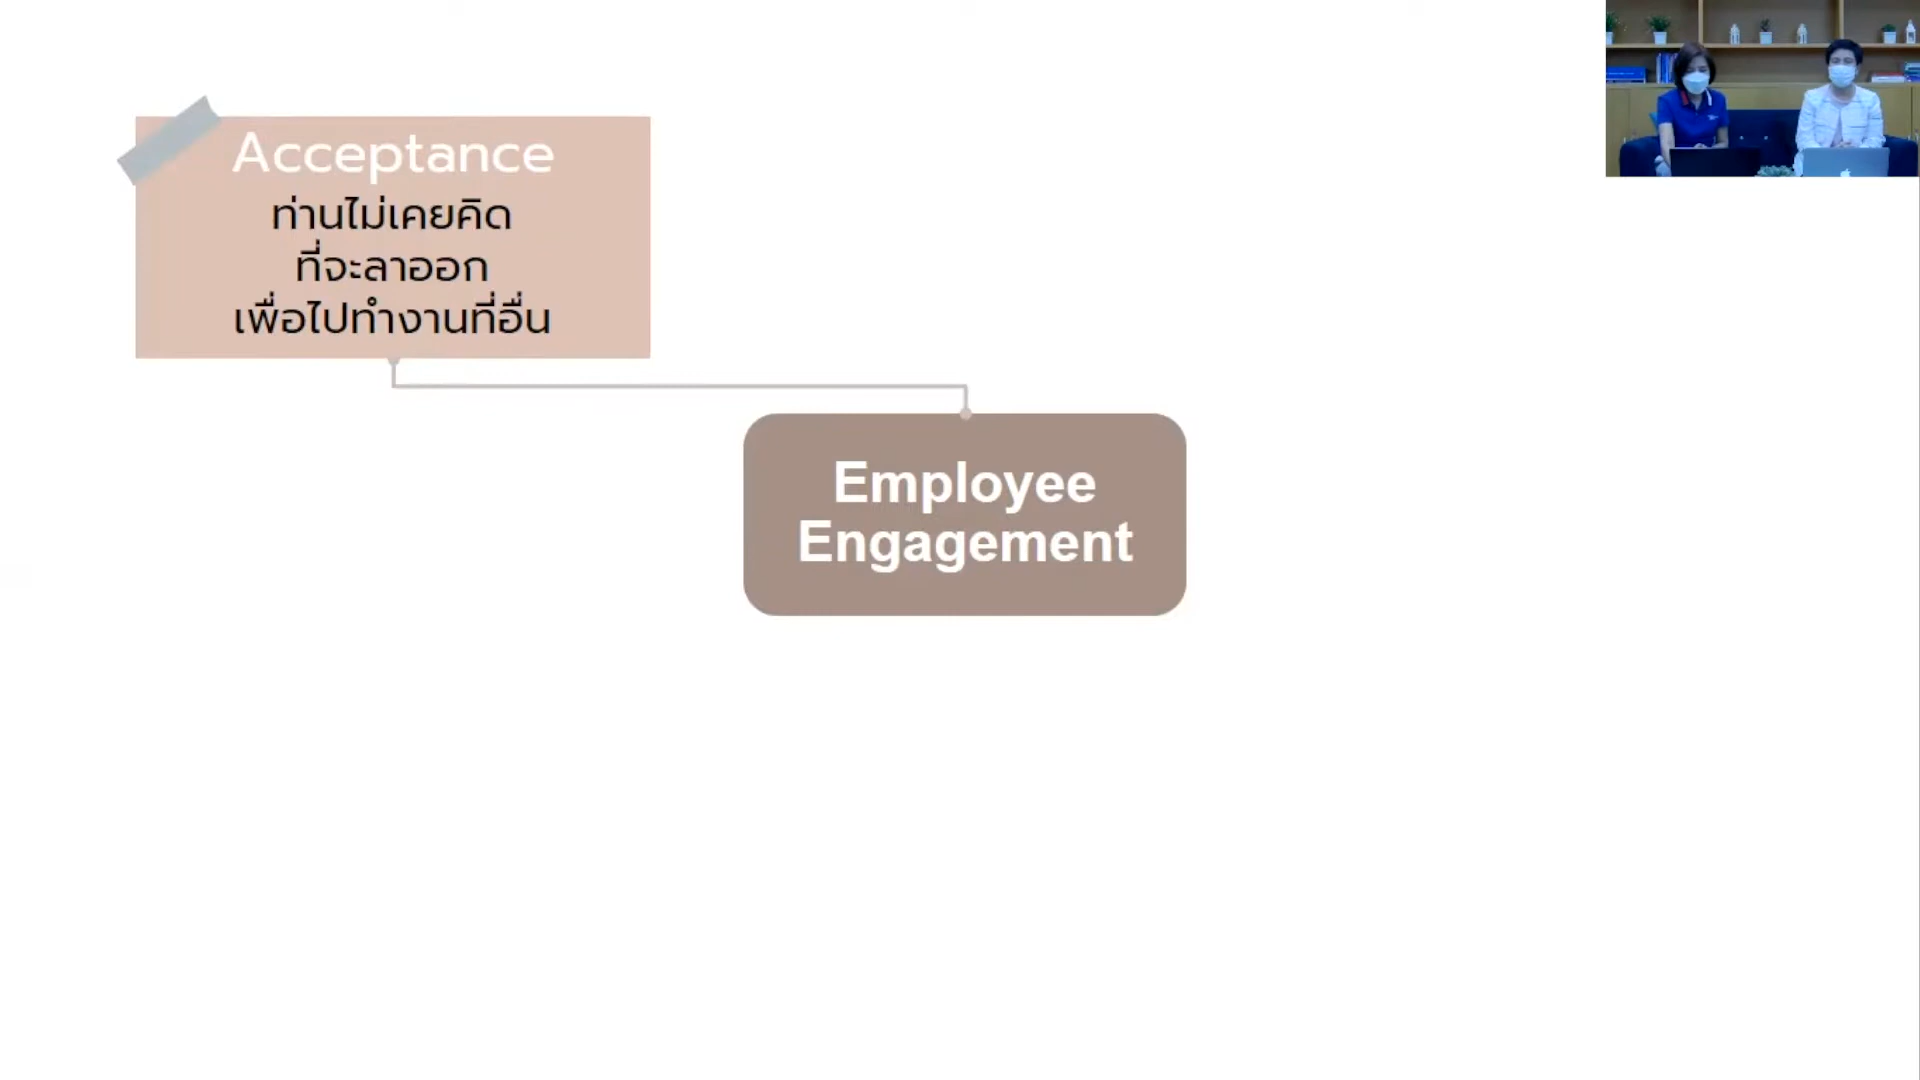 Acceptance
ท่านไม่เคยคิด
ที่จะลาออก
เพื่อไปทำงานที่อื่น
Employee
Engagement